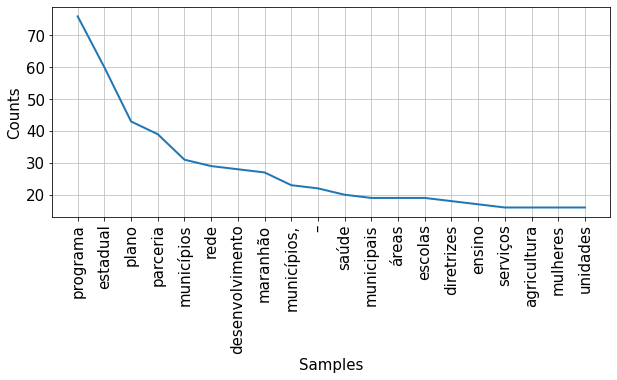 Counts
70
60
50
40
30
20
programa
estadual
plano
parceria
municípios
rede
desenvolvimento
maranhão
municípios,
–
saúde
municipais
áreas
escolas
diretrizes
ensino
serviços
agricultura
mulheres
unidades
Samples